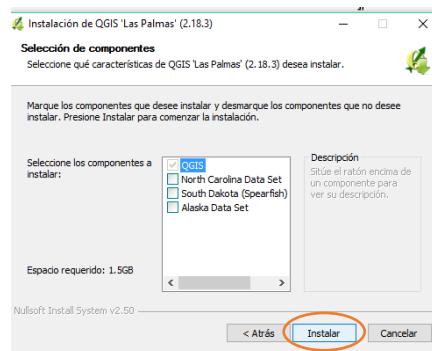 Instalación de QGIS 'Las Palmas' (2.18.3)
Selección de componentes
Seleccione qué características de QGIS 'Las Palmas' (2.18.3) desea instalar.
Marque los componentes que desee instalar y desmarque los componentes que no desee
instalar. Presione Instalar para comenzar la instalación.
Seleccione los componentes a
instalar:
QGIS
North Carolina Data Set
South Dakota (Spearfish)
Alaska Data Set
Descripción
Sitúe el ratón encima de
un componente para
ver su descripción.
Espacio requerido: 1.5GB
Nullsoft Install System v2.50
< Atrás
Instalar
Cancelar